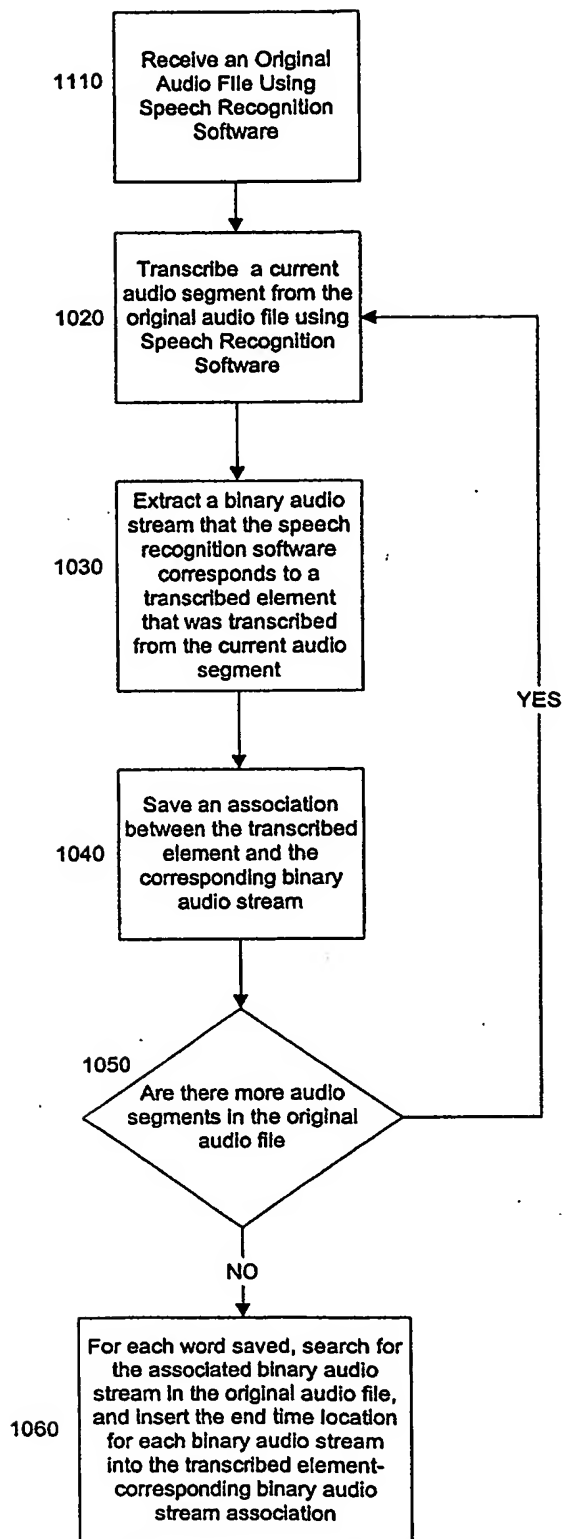 1110
Receive an Original
Audio File Using
Speech Recognition
Software
1020
Transcribe a current
audio segment from the
original audio file using
Speech Recognition
Software
1030
Extract a binary audio
stream that the speech
recognition software
corresponds to a
transcribed element
that was transcribed
from the current audio
segment
YES
1040
Save an association
between the transcribed
element and the
corresponding binary
audio stream
1050
Are there more audio
segments in the original
audio file
NO
1060
For each word saved, search for
the associated binary audio
stream in the original audio file,
and insert the end time location
for each binary audio stream
into the transcribed element-
corresponding binary audio
stream association